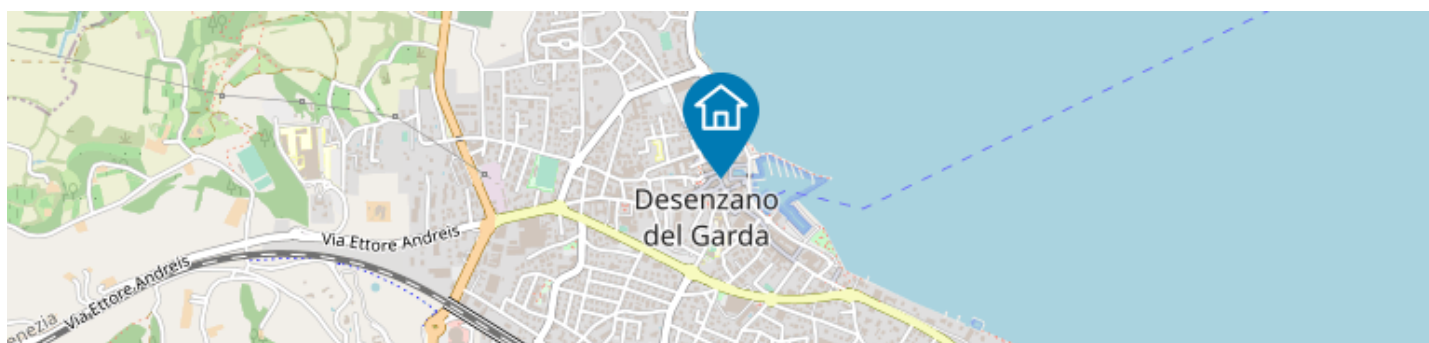 Desenzano
del Garda
Via Ettore Andreis
Via Ettore Andreis
enezia